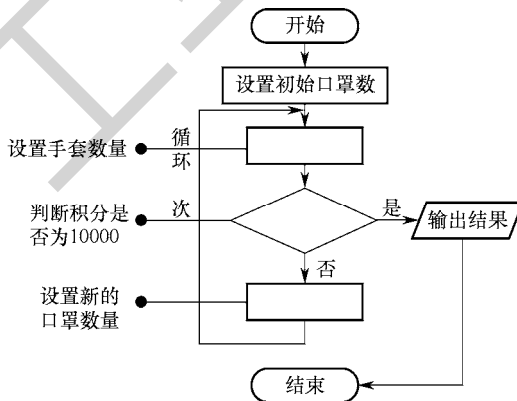 开始
设置初始口罩数
循
环
次
设置手套数量
判断积分是
否为10000
是
输出结果
否
设置新的
口罩数量
结束